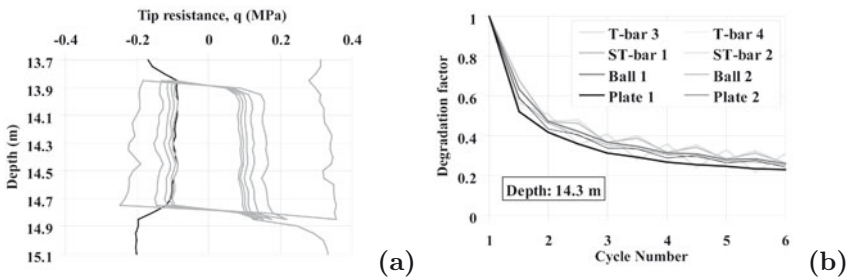 Tip resistance, q (MPa)
-0.4 -0.2 0 0.2 0.4
Depth (m)
13.7
13.9
14.1
14.3
14.5
14.7
14.9
15.1
(a)
Degradation factor
1
0.8
0.6
0.4
0.2
0
T-bar 3 T-bar 4
ST-bar 1 ST-bar 2
Ball 1 Ball 2
Plate 1 Plate 2
Depth: 14.3 m
1 2 3 4 5 6
Cycle Number
(b)